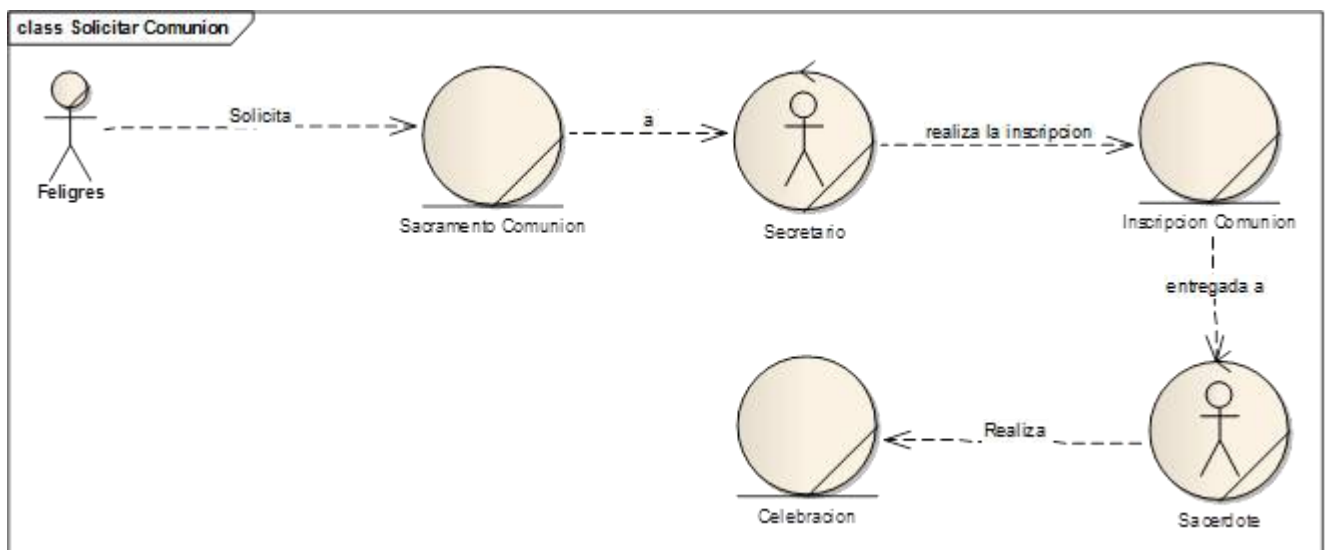 class Solicitar Comunion
Feligres
Solicita
Sacramento Comunion
a
Secretario
realiza la inscripcion
Inscripcion Comunion
entregada a
Sacerdote
Realiza
Celebracion